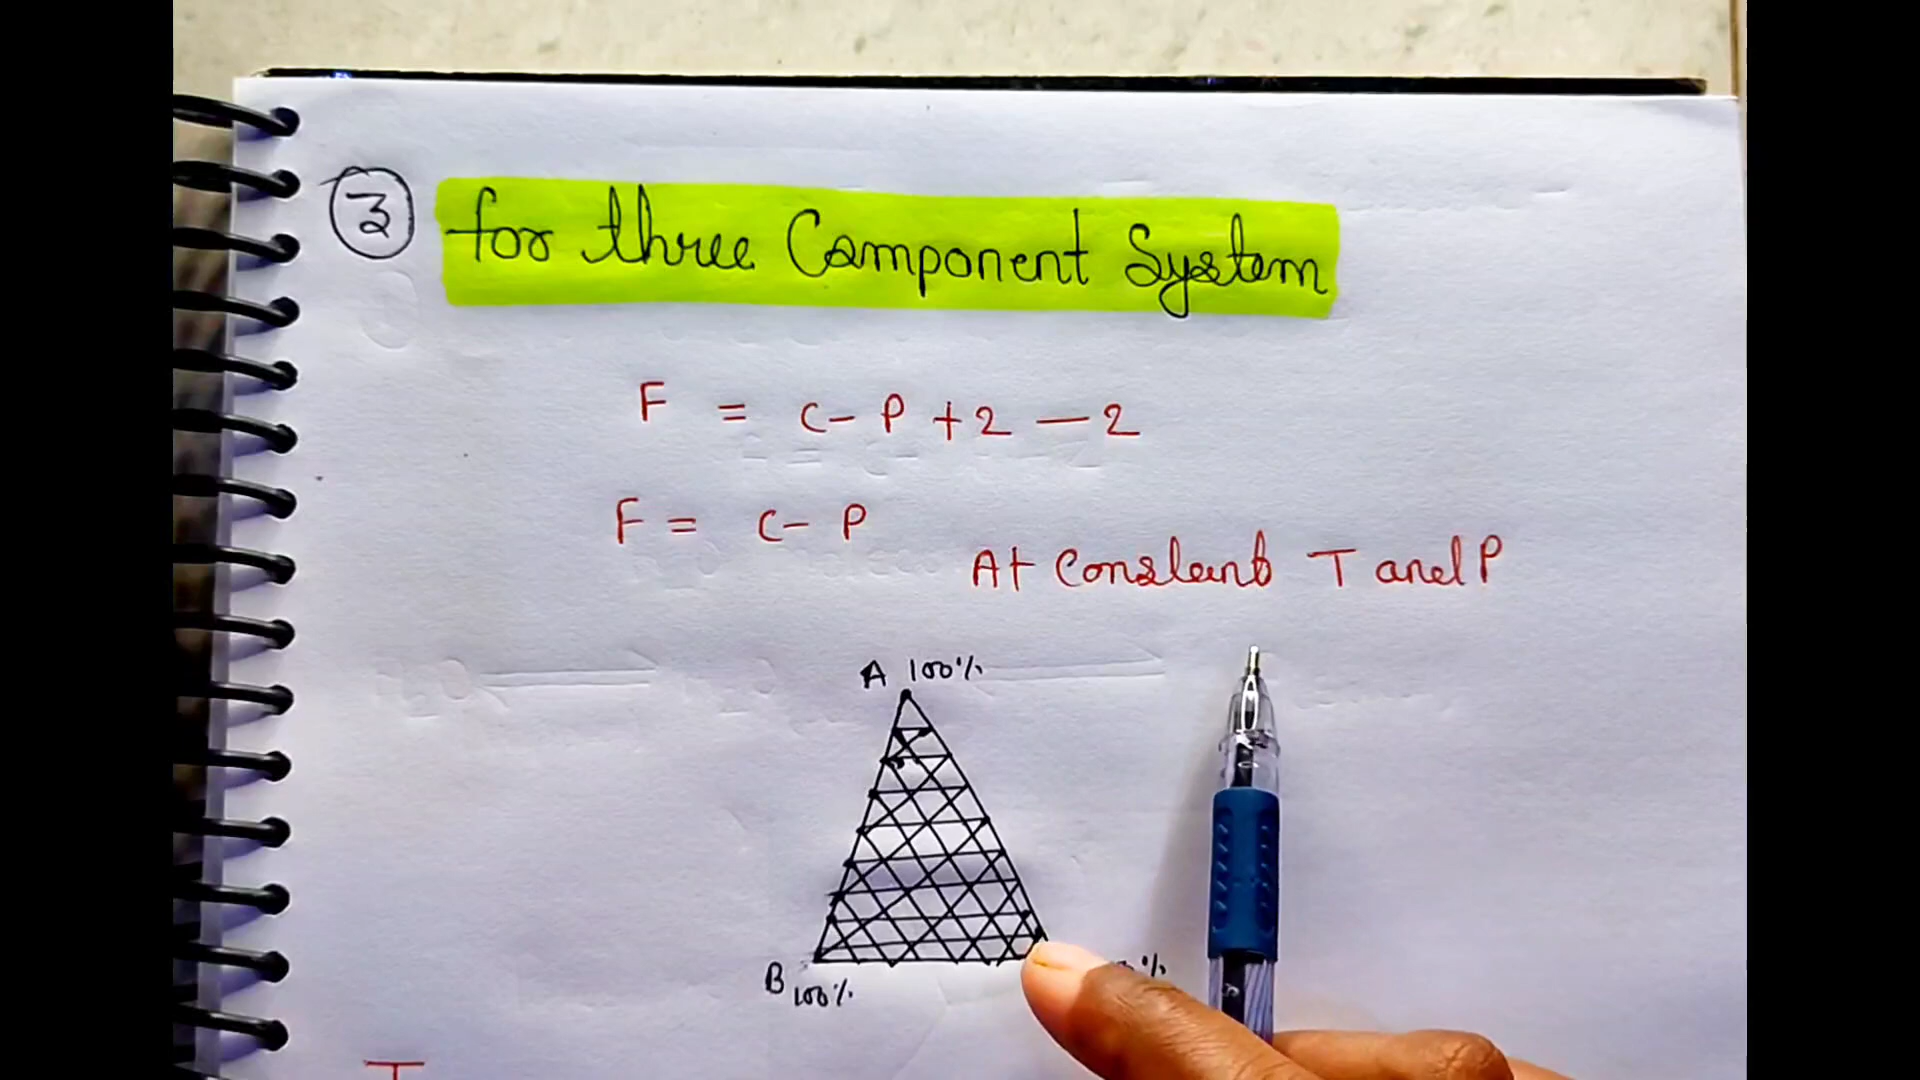 3
for three Component System
F = C - P + 2 - 2
F = C - P
At Constant T and P
A 100%
B 100%
%
T